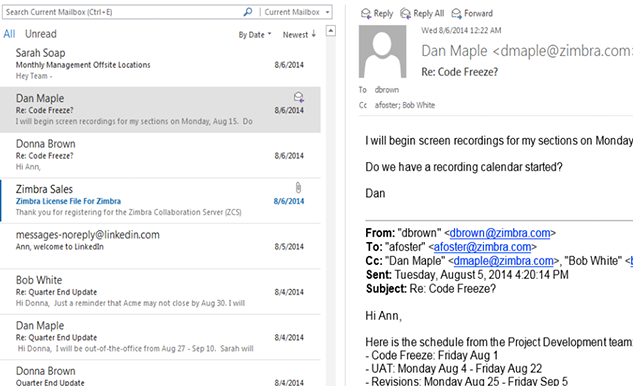 Search Current Mailbox (Ctrl+E)
Current Mailbox
All Unread
By Date Newest ↓
Sarah Soap
Monthly Management Offsite Locations 8/6/2014
Hey Team -
Dan Maple
Re: Code Freeze? 8/6/2014
I will begin screen recordings for my sections on Monday, Aug 15. Do
Donna Brown
Re: Code Freeze? 8/6/2014
Hi Ann,
Zimbra Sales
Zimbra License File For Zimbra 8/6/2014
Thank you for registering for the Zimbra Collaboration Server (ZCS)
messages-noreply@linkedin.com
Ann, welcome to LinkedIn 8/5/2014
Bob White
Re: Quarter End Update 8/4/2014
Hi Donna, Just a reminder that Acme may not close by Aug 30. I will
Dan Maple
Re: Quarter End Update 8/4/2014
Hi Donna, I will be out-of-the-office from Aug 27 - Sep 10. Sarah will
Donna Brown
Quarter End Update 8/4/2014
Reply Reply All Forward
Wed 8/6/2014 12:22 AM
Dan Maple <dmaple@zimbra.com>
Re: Code Freeze?
To dbrown
Cc afoster; Bob White
I will begin screen recordings for my sections on Monday
Do we have a recording calendar started?
Dan
From: "dbrown" <dbrown@zimbra.com>
To: "afoster" <afoster@zimbra.com>
Cc: "Dan Maple" <dmaple@zimbra.com>, "Bob White" <
Sent: Tuesday, August 5, 2014 4:20:14 PM
Subject: Re: Code Freeze?
Hi Ann,
Here is the schedule from the Project Development team:
- Code Freeze: Friday Aug 1
- UAT: Monday Aug 4 - Friday Aug 22
- Revisions: Monday Aug 25 - Friday Sep 5